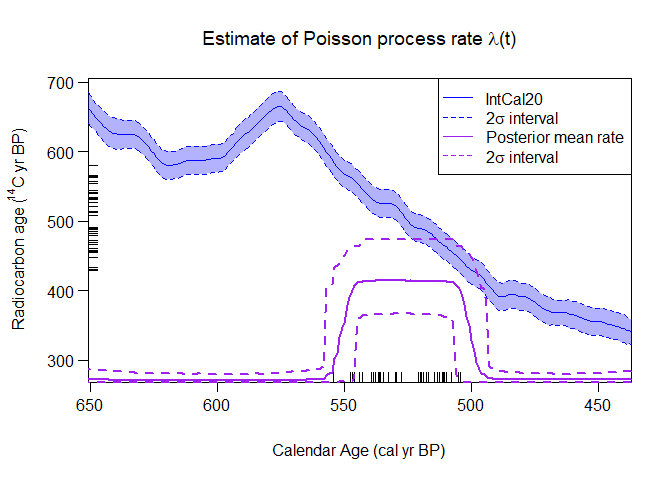 Estimate of Poisson process rate λ(t)
IntCal20
2σ interval
Posterior mean rate
2σ interval
Radiocarbon age (¹⁴C yr BP)
700
600
500
400
300
650 600 550 500 450
Calendar Age (cal yr BP)